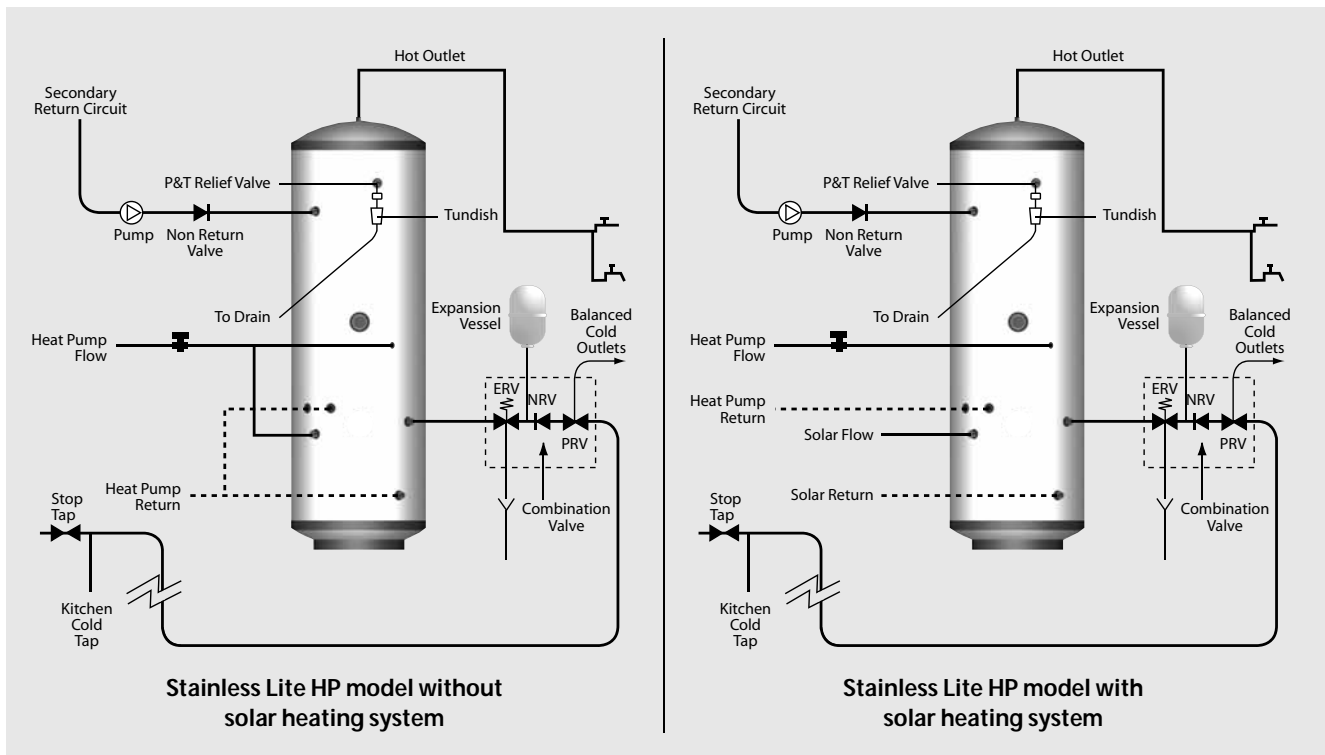 Hot Outlet
Secondary
Return Circuit
P&T Relief Valve
Tundish
Pump
Non Return
Valve
To Drain
Expansion
Vessel
Balanced
Cold
Outlets
Heat Pump
Flow
ERV
NRV
PRV
Heat Pump
Return
Combination
Valve
Stop
Tap
Kitchen
Cold
Tap
Stainless Lite HP model without
solar heating system
Hot Outlet
Secondary
Return Circuit
P&T Relief Valve
Tundish
Pump
Non Return
Valve
To Drain
Expansion
Vessel
Balanced
Cold
Outlets
Heat Pump
Flow
ERV
NRV
PRV
Heat Pump
Return
Solar Flow
Solar Return
Combination
Valve
Stop
Tap
Kitchen
Cold
Tap
Stainless Lite HP model with
solar heating system